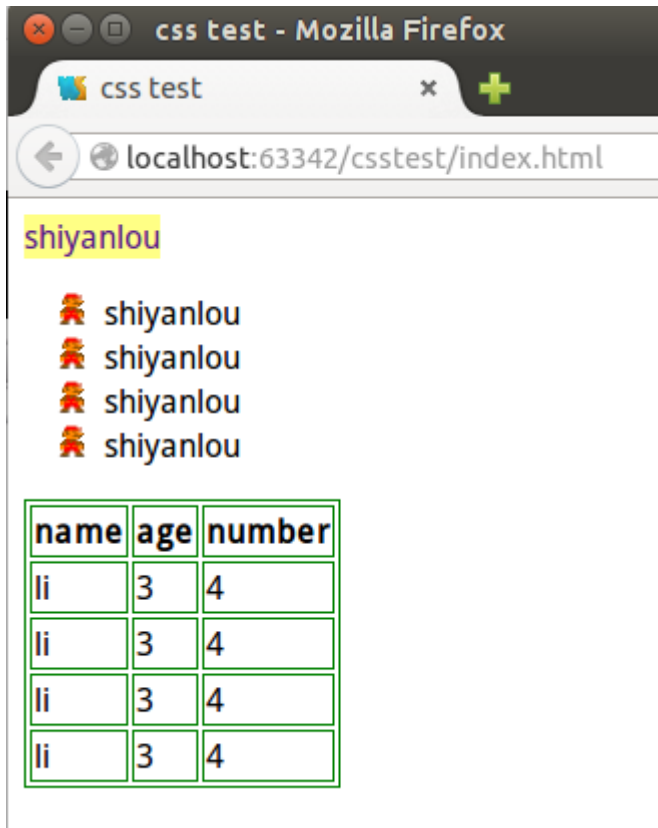 css test - Mozilla Firefox
css test
localhost:63342/csstest/index.html
shiyanlou
shiyanlou
shiyanlou
shiyanlou
shiyanlou
name age number
li 3 4
li 3 4
li 3 4
li 3 4